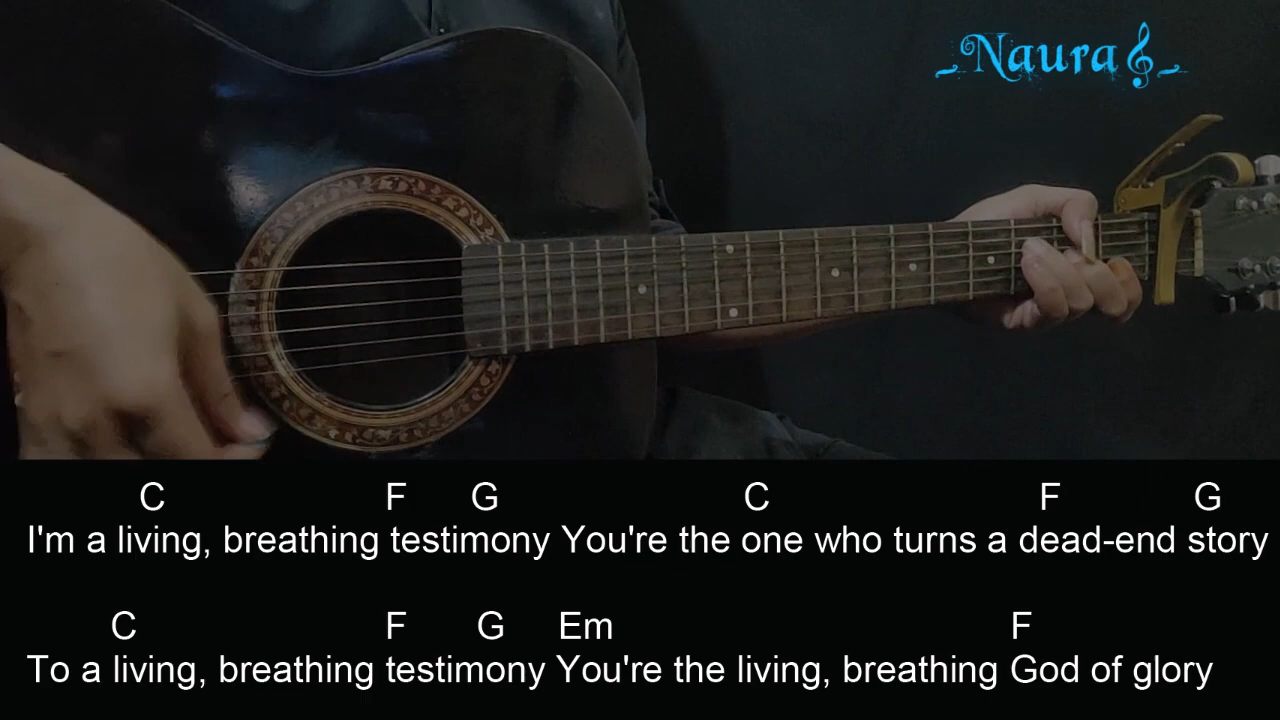 Naura
C F G C F G
I'm a living, breathing testimony You're the one who turns a dead-end story
C F G Em F
To a living, breathing testimony You're the living, breathing God of glory